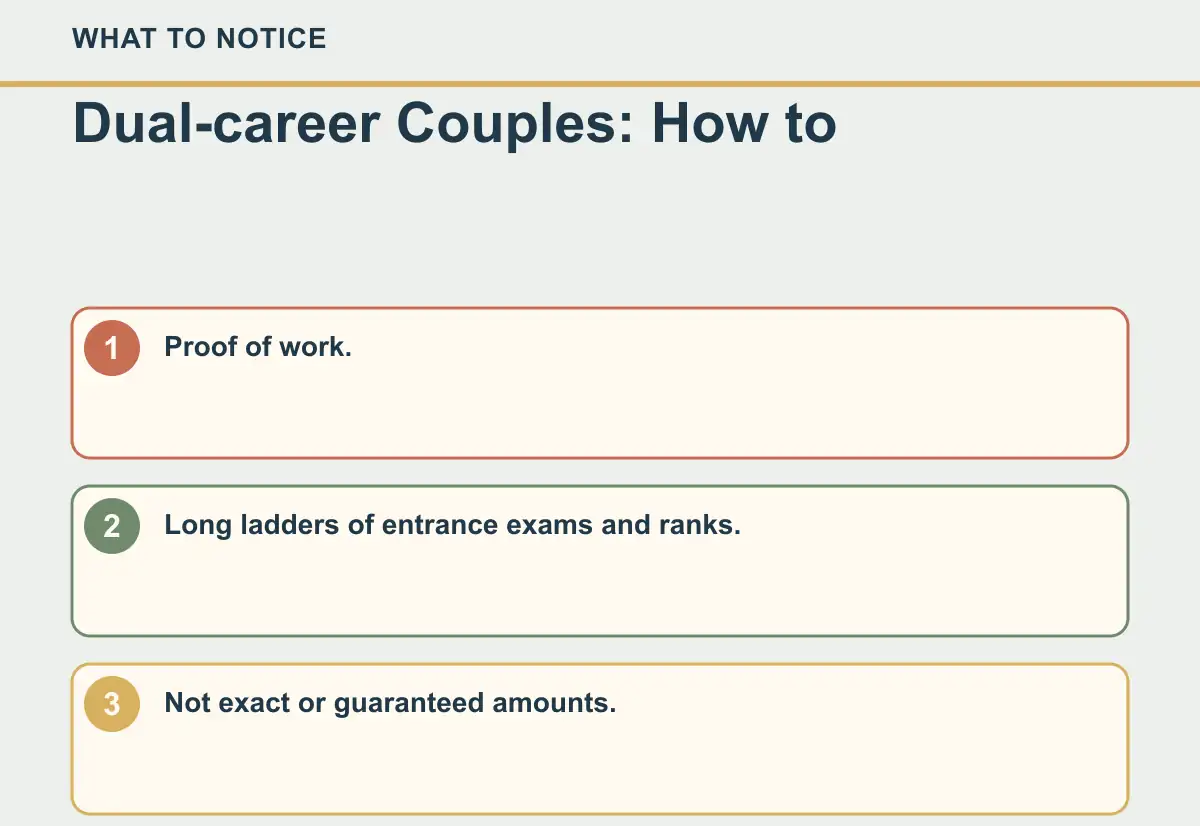 WHAT TO NOTICE
Dual-career Couples: How to
1 Proof of work.
2 Long ladders of entrance exams and ranks.
3 Not exact or guaranteed amounts.